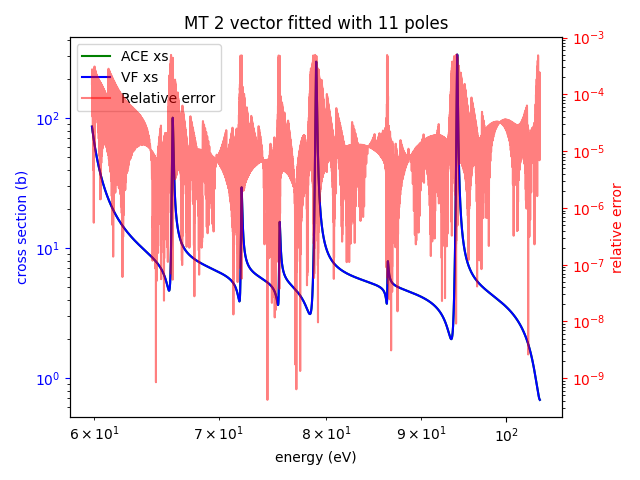 MT 2 vector fitted with 11 poles
ACE xs
VF xs
Relative error
cross section (b)
10²
10¹
10⁰
relative error
10⁻³
10⁻⁴
10⁻⁵
10⁻⁶
10⁻⁷
10⁻⁸
10⁻⁹
6 × 10¹ 7 × 10¹ 8 × 10¹ 9 × 10¹ 10²
energy (eV)